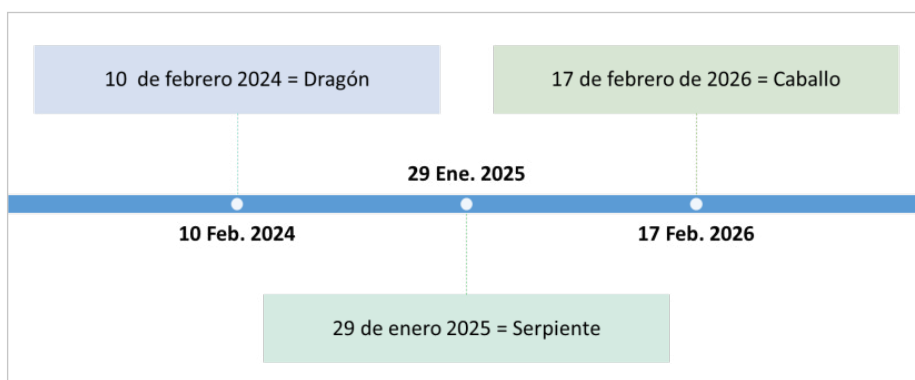 10 de febrero 2024 = Dragón
17 de febrero de 2026 = Caballo
29 Ene. 2025
10 Feb. 2024
17 Feb. 2026
29 de enero 2025 = Serpiente